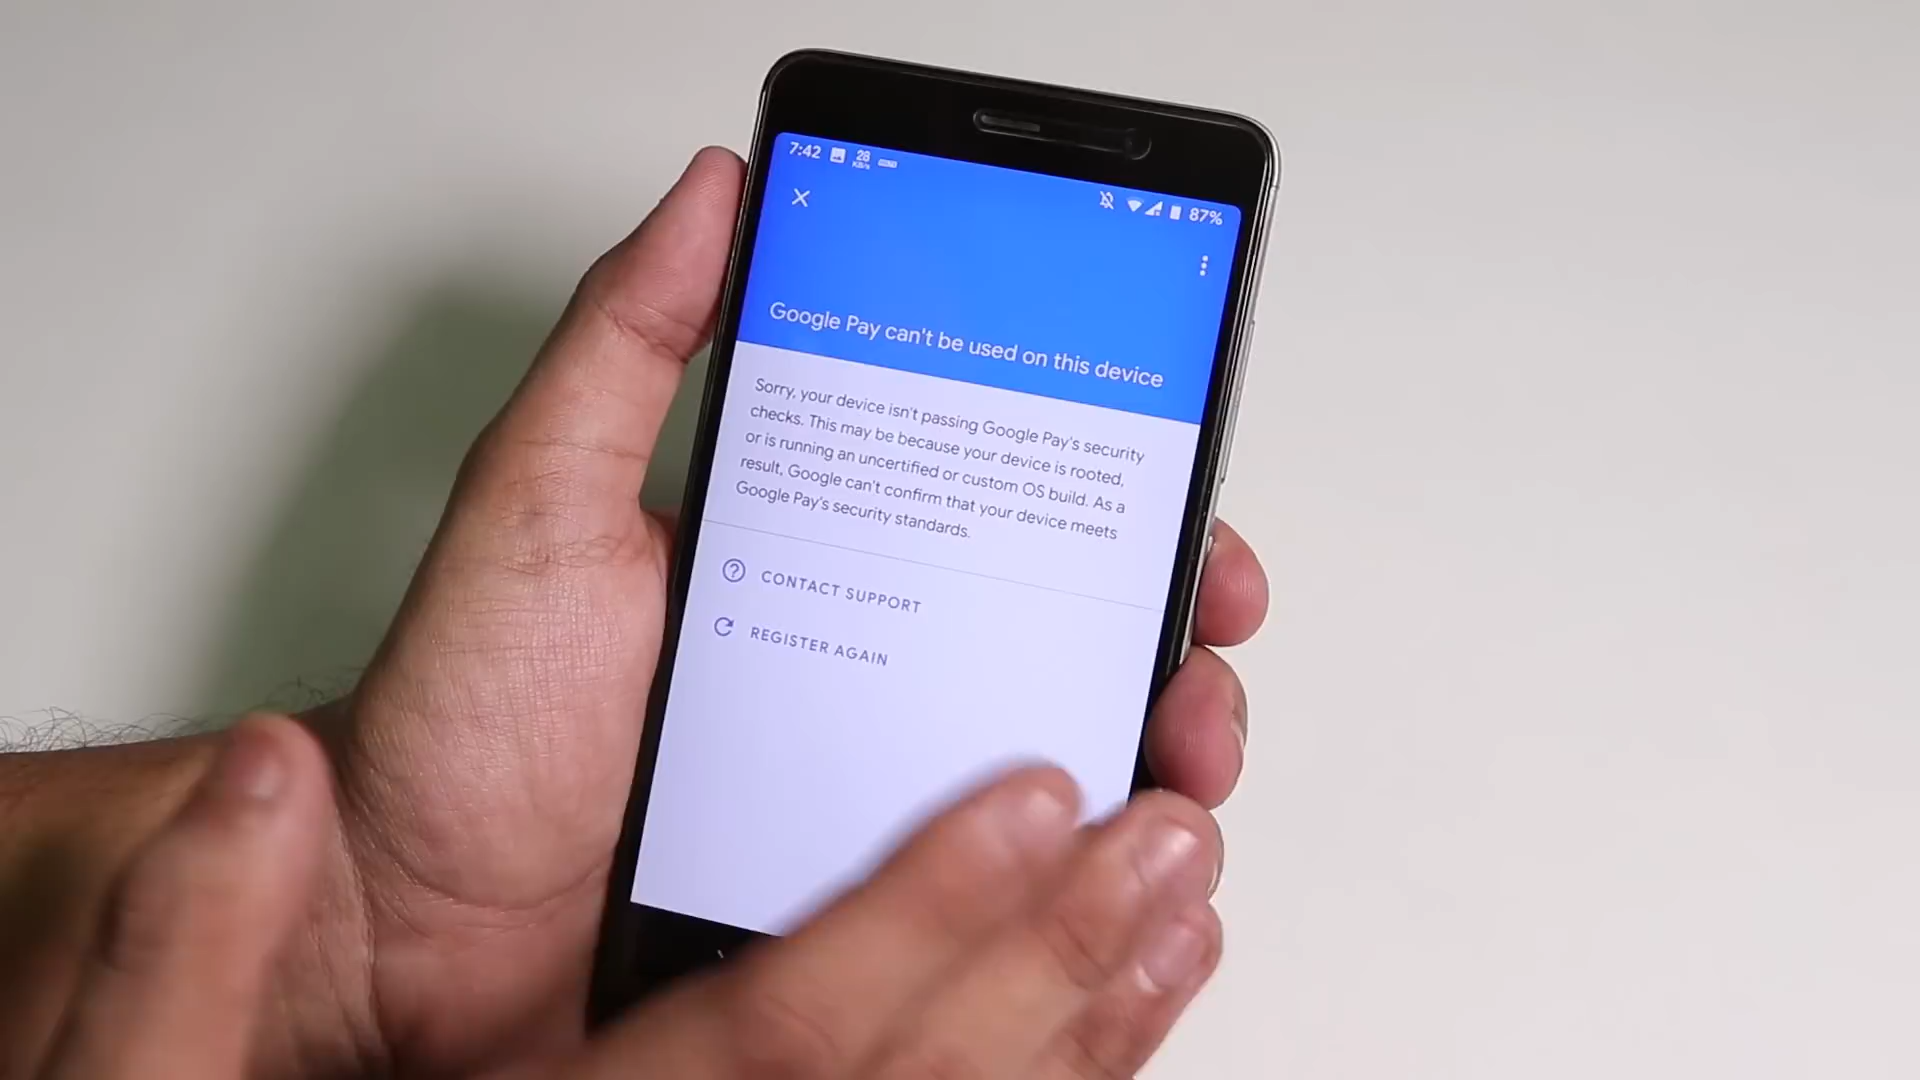 7:42 28 KB/s
87%
Google Pay can't be used on this device
Sorry, your device isn't passing Google Pay's security
checks. This may be because your device is rooted,
or is running an uncertified or custom OS build. As a
result, Google can't confirm that your device meets
Google Pay's security standards.
CONTACT SUPPORT
REGISTER AGAIN